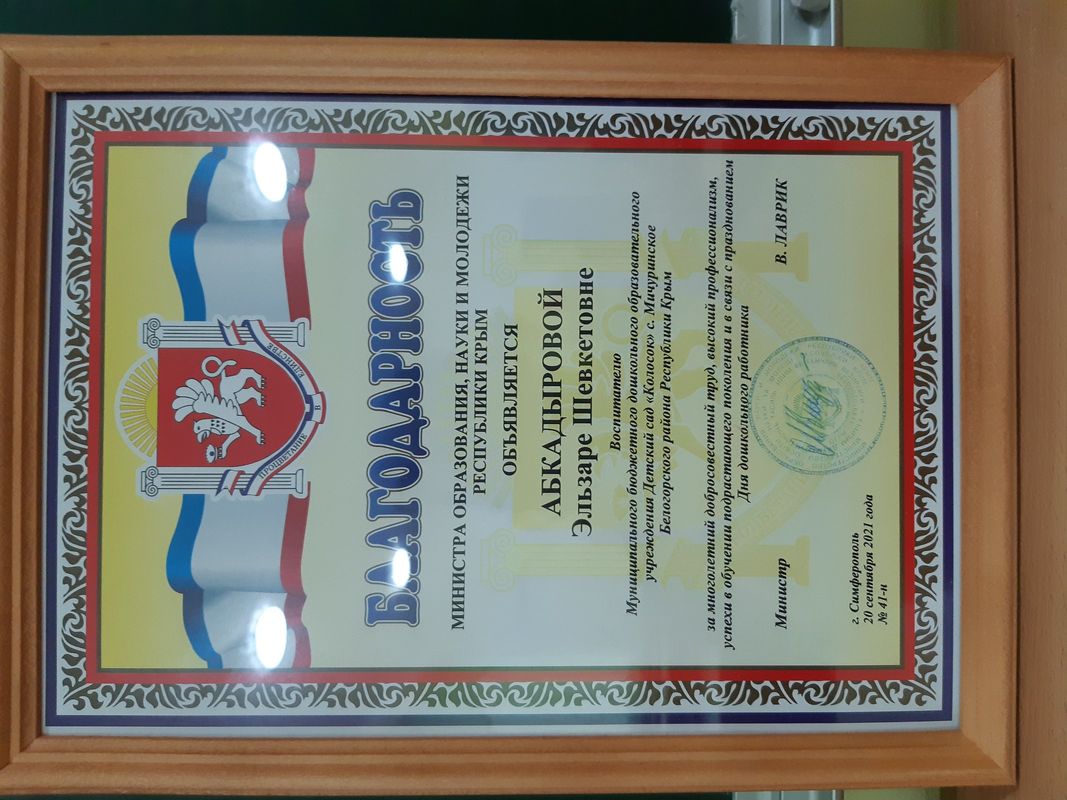 ПРОЦВЕТАНИЕ В ЕДИНСТВЕ
БЛАГОДАРНОСТЬ
МИНИСТРА ОБРАЗОВАНИЯ, НАУКИ И МОЛОДЕЖИ
РЕСПУБЛИКИ КРЫМ
ОБЪЯВЛЯЕТСЯ
АБКАДЫРОВОЙ
Эльзаре Шевкетовне
Воспитателю
Муниципального бюджетного дошкольного образовательного
учреждения Детский сад «Колосок» с. Мичуринское
Белогорского района Республики Крым
за многолетний добросовестный труд, высокий профессионализм,
успехи в обучении подрастающего поколения и в связи с празднованием
Дня дошкольного работника
Министр В. ЛАВРИК
г. Симферополь
20 сентября 2021 года
№ 41-н